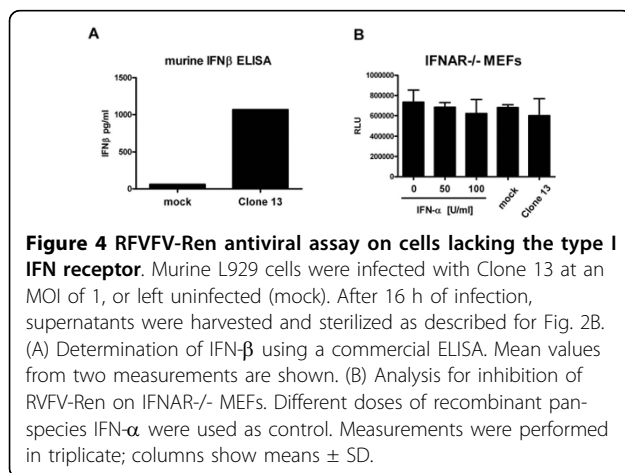 A
murine IFNβ ELISA
IFNβ pg/ml
1500
1000
500
0
mock
Clone 13
B
IFNAR-/- MEFs
RLU
1000000
800000
600000
400000
200000
0
0
50
100
mock
Clone 13
IFN-α [U/ml]
Figure 4 RFVFV-Ren antiviral assay on cells lacking the type I
IFN receptor. Murine L929 cells were infected with Clone 13 at an
MOI of 1, or left uninfected (mock). After 16 h of infection,
supernatants were harvested and sterilized as described for Fig. 2B.
(A) Determination of IFN-β using a commercial ELISA. Mean values
from two measurements are shown. (B) Analysis for inhibition of
RVFV-Ren on IFNAR-/- MEFs. Different doses of recombinant pan-
species IFN-α were used as control. Measurements were performed
in triplicate; columns show means ± SD.